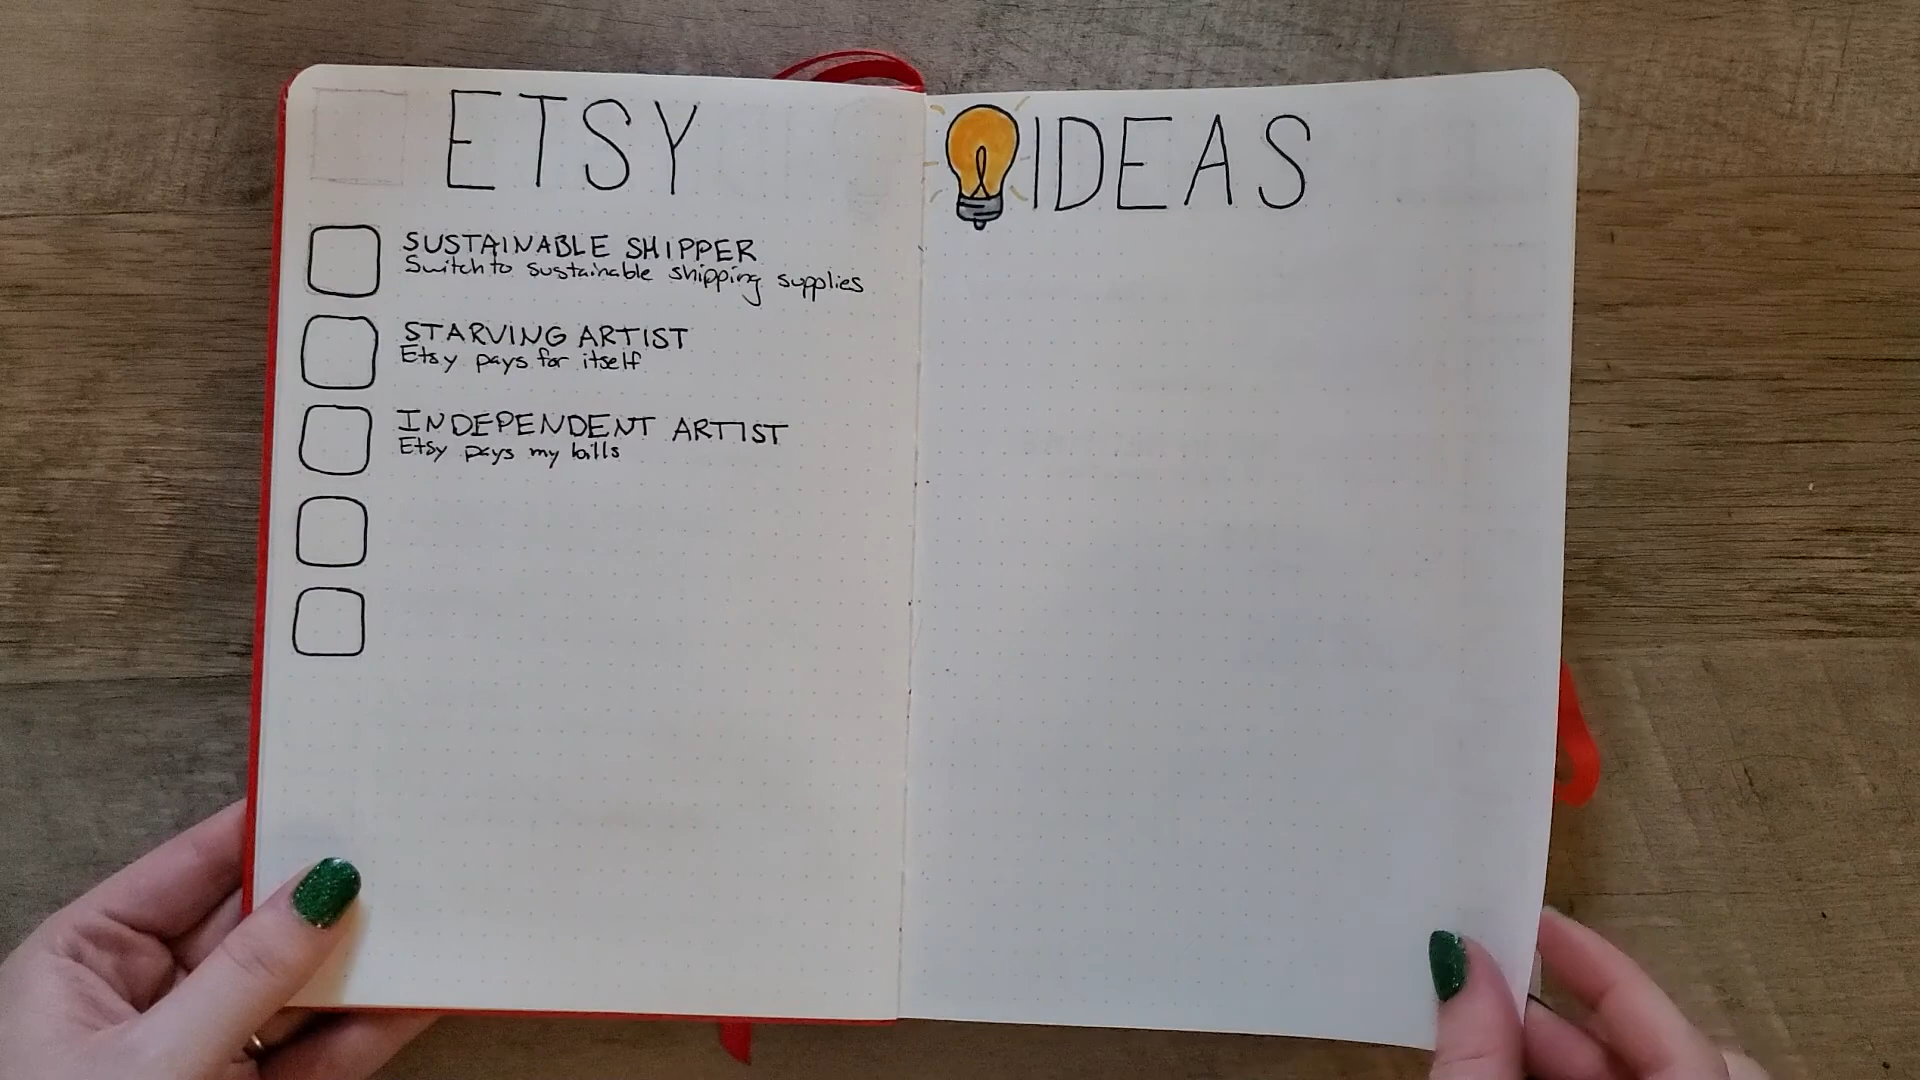 ETSY
SUSTAINABLE SHIPPER
Switch to sustainable shipping supplies
STARVING ARTIST
Etsy pays for itself
INDEPENDENT ARTIST
Etsy pays my bills
IDEAS